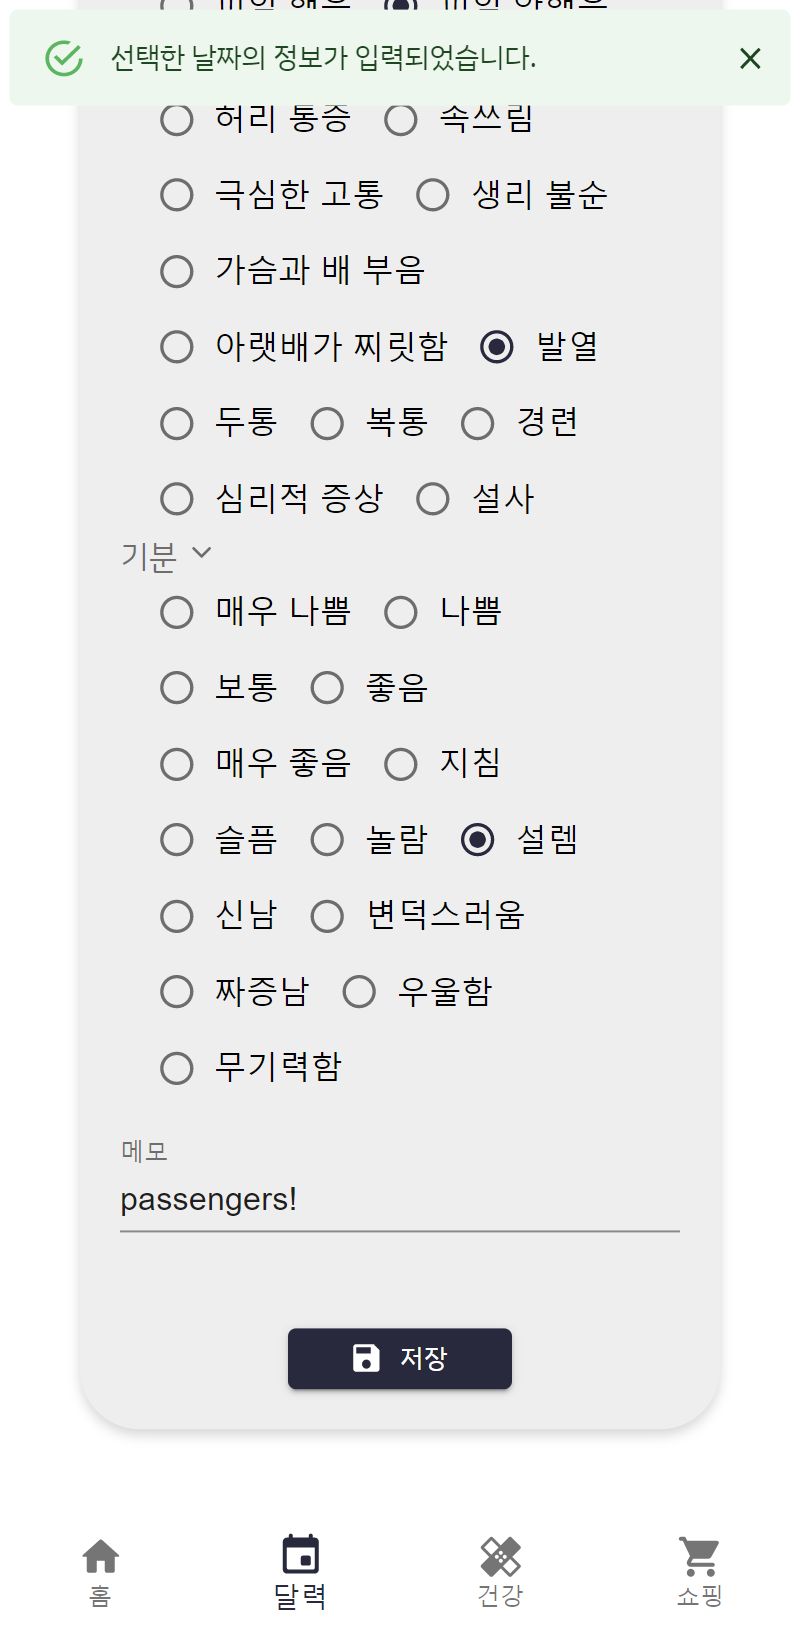 선택한 날짜의 정보가 입력되었습니다.
허리 통증 속쓰림
극심한 고통 생리 불순
가슴과 배 부음
아랫배가 찌릿함 발열
두통 복통 경련
심리적 증상 설사
기분
매우 나쁨 나쁨
보통 좋음
매우 좋음 지침
슬픔 놀람 설렘
신남 변덕스러움
짜증남 우울함
무기력함
메모
passengers!
저장
홈 달력 건강 쇼핑